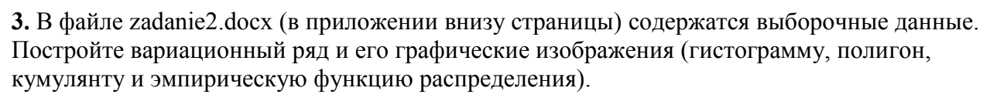 3. В файле zadanie2.docx (в приложении внизу страницы) содержатся выборочные данные.
Постройте вариационный ряд и его графические изображения (гистограмму, полигон,
кумулянту и эмпирическую функцию распределения).